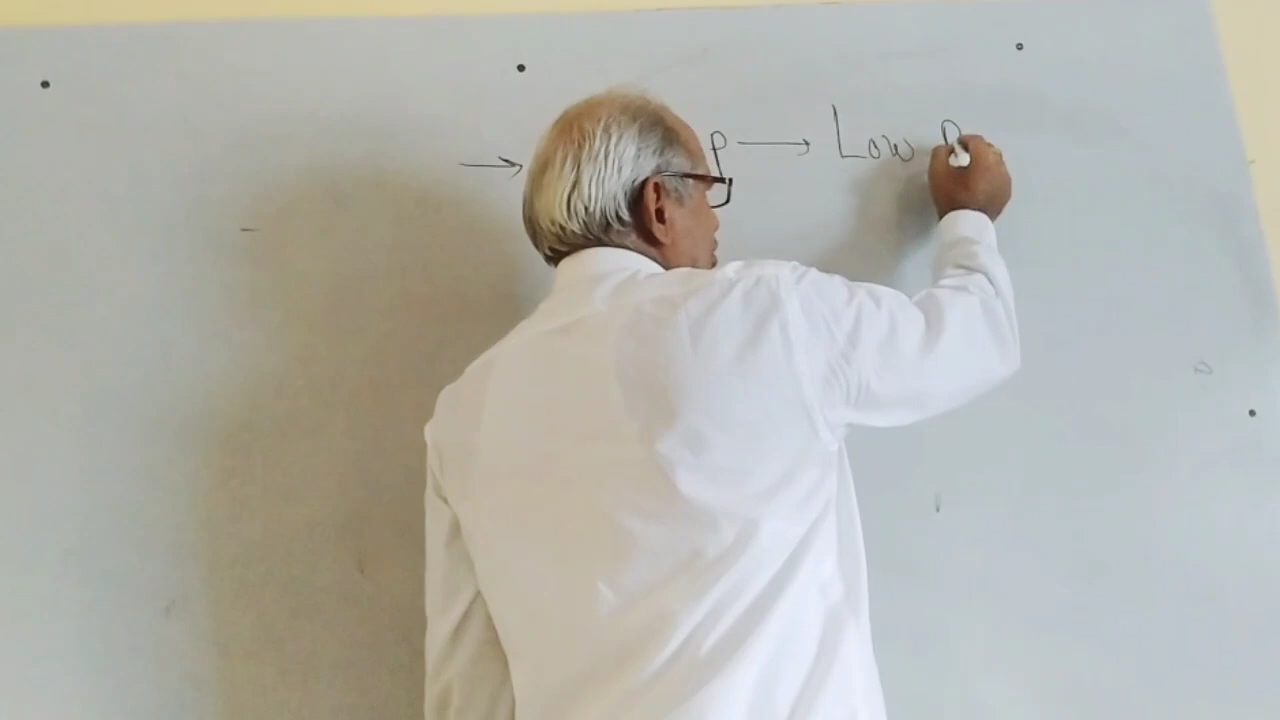 → p → Low p